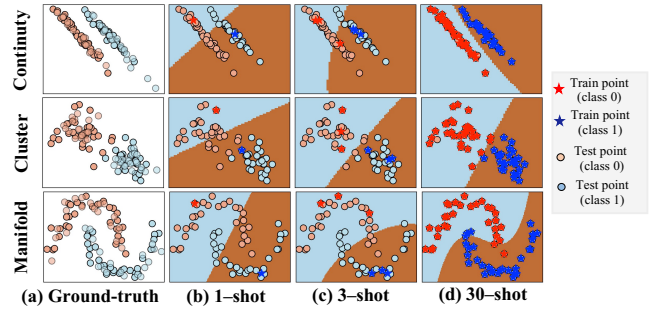 Continuity
Cluster
Manifold
(a) Ground-truth
(b) 1–shot
(c) 3–shot
(d) 30–shot
Train point
(class 0)
Train point
(class 1)
Test point
(class 0)
Test point
(class 1)